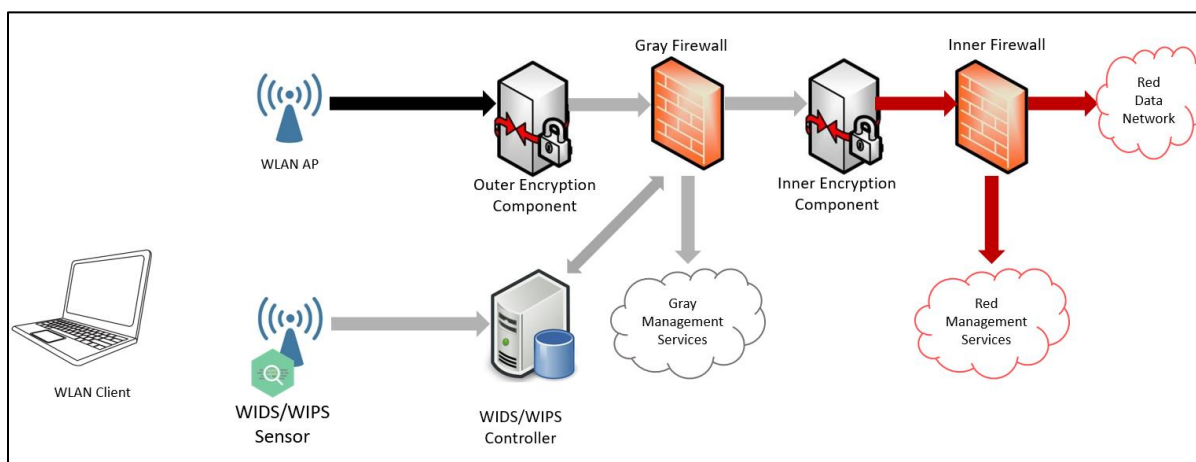 Gray Firewall
Inner Firewall
Red
Data
Network
WLAN AP
Outer Encryption
Component
Inner Encryption
Component
Gray
Management
Services
Red
Management
Services
WLAN Client
WIDS/WIPS
Sensor
WIDS/WIPS
Controller